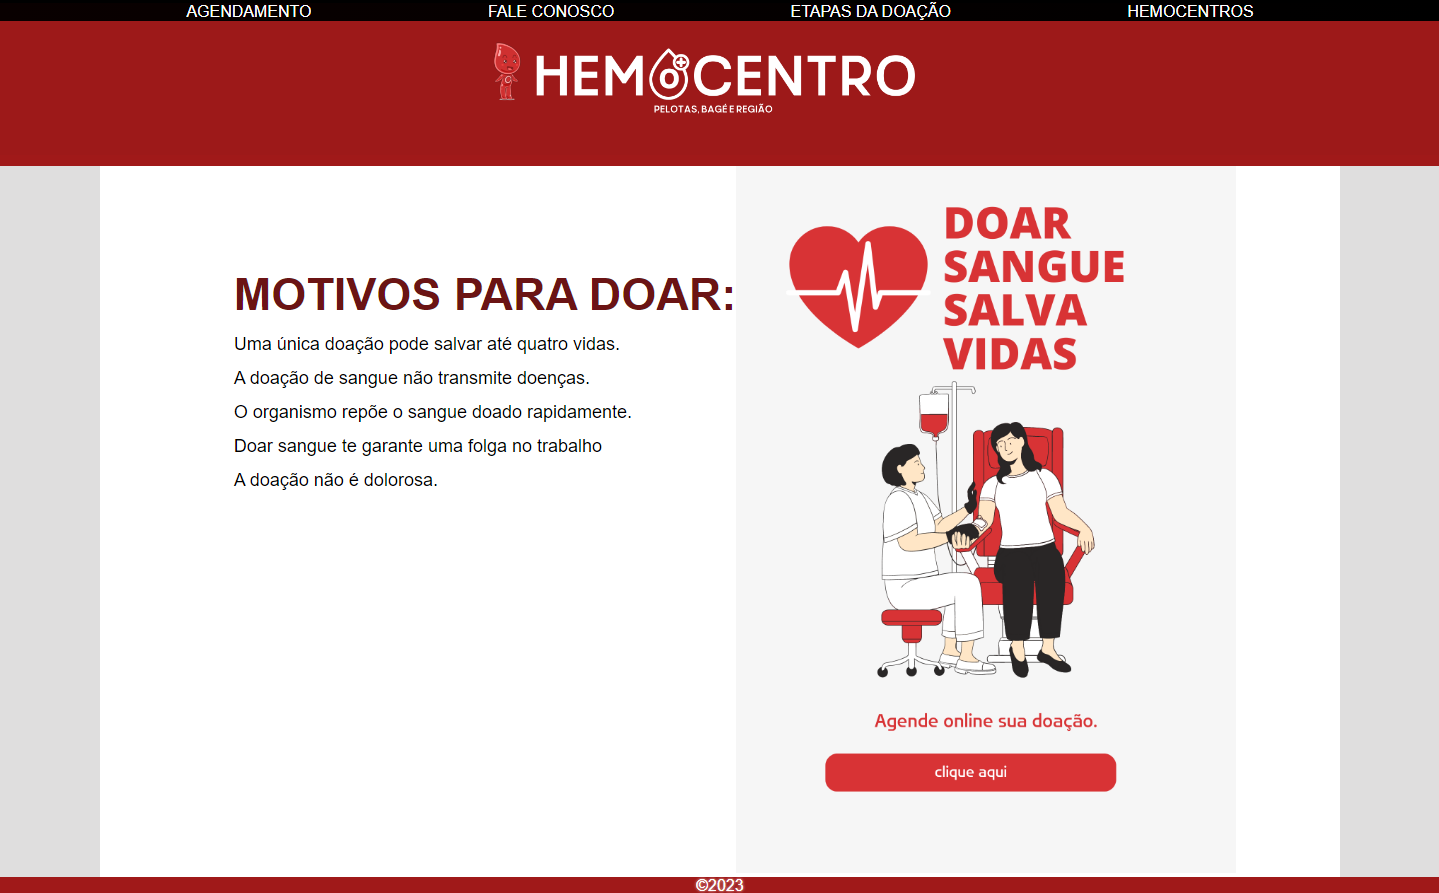 AGENDAMENTO FALE CONOSCO ETAPAS DA DOAÇÃO HEMOCENTROS
HEMOCENTRO
PELOTAS, BAGÉ E REGIÃO
MOTIVOS PARA DOAR:
Uma única doação pode salvar até quatro vidas.
A doação de sangue não transmite doenças.
O organismo repõe o sangue doado rapidamente.
Doar sangue te garante uma folga no trabalho
A doação não é dolorosa.
DOAR
SANGUE
SALVA
VIDAS
Agende online sua doação.
clique aqui
©2023